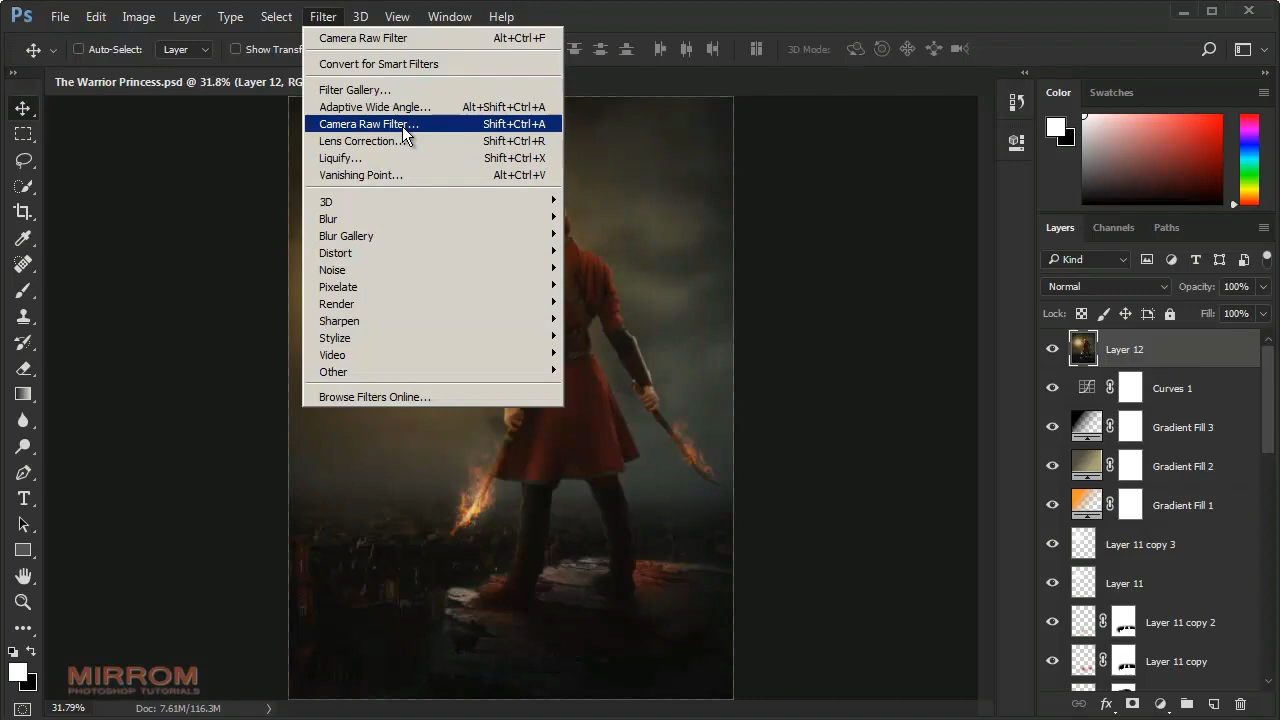 Ps File Edit Image Layer Type Select Filter 3D View Window Help
Auto-Select: Layer Show Transf 3D Mode:
The Warrior Princess.psd @ 31.8% (Layer 12, RG
Camera Raw Filter Alt+Ctrl+F
Convert for Smart Filters
Filter Gallery...
Adaptive Wide Angle... Alt+Shift+Ctrl+A
Camera Raw Filter... Shift+Ctrl+A
Lens Correction... Shift+Ctrl+R
Liquify... Shift+Ctrl+X
Vanishing Point... Alt+Ctrl+V
3D
Blur
Blur Gallery
Distort
Noise
Pixelate
Render
Sharpen
Stylize
Video
Other
Browse Filters Online...
Color Swatches
Layers Channels Paths
Kind
Normal Opacity: 100%
Lock: Fill: 100%
Layer 12
Curves 1
Gradient Fill 3
Gradient Fill 2
Gradient Fill 1
Layer 11 copy 3
Layer 11
Layer 11 copy 2
Layer 11 copy
MIRROM
PHOTOSHOP TUTORIALS
31.79% Doc: 7.61M/116.3M